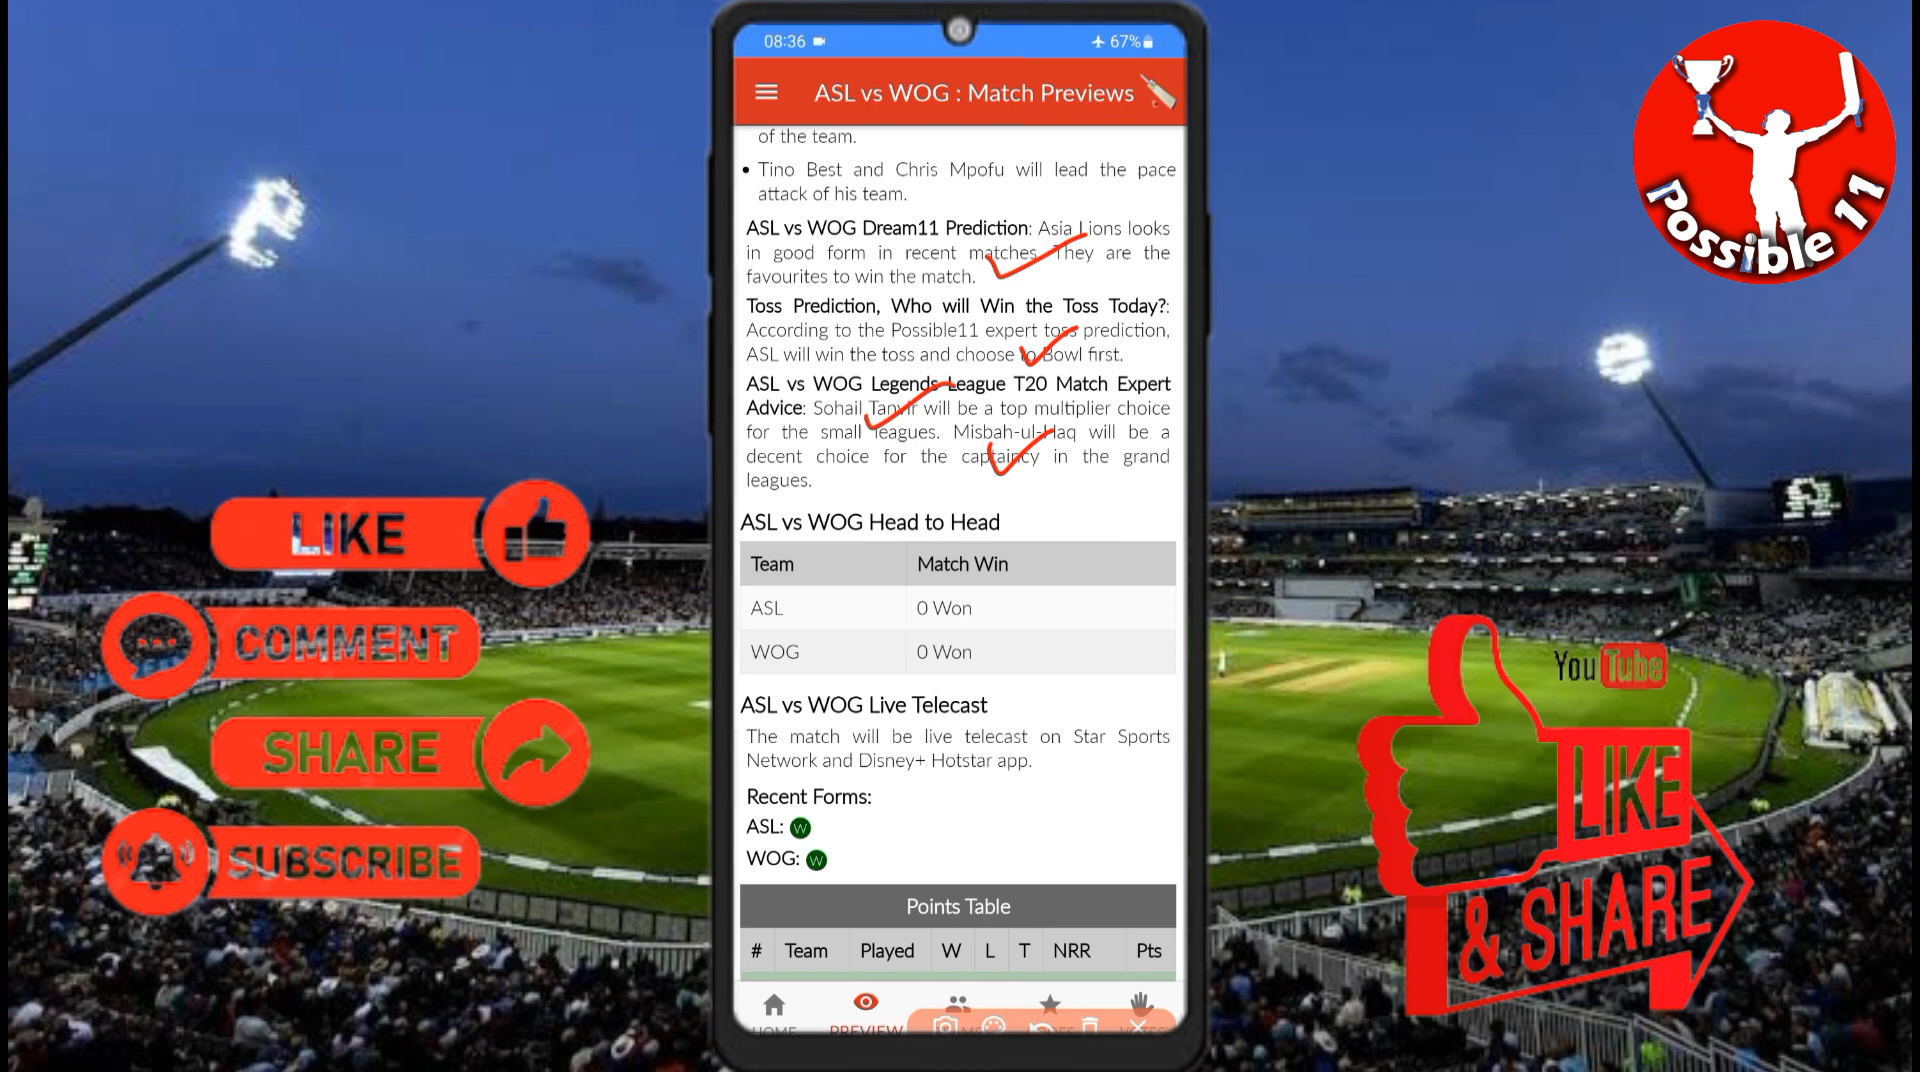 08:36
67%
ASL vs WOG : Match Previews
of the team.
• Tino Best and Chris Mpofu will lead the pace
attack of his team.
ASL vs WOG Dream11 Prediction: Asia Lions looks
in good form in recent matches. They are the
favourites to win the match.
Toss Prediction, Who will Win the Toss Today?:
According to the Possible11 expert toss prediction,
ASL will win the toss and choose to Bowl first.
ASL vs WOG Legends League T20 Match Expert
Advice: Sohail Tanvir will be a top multiplier choice
for the small leagues. Misbah-ul-Haq will be a
decent choice for the captaincy in the grand
leagues.
ASL vs WOG Head to Head
Team Match Win
ASL 0 Won
WOG 0 Won
ASL vs WOG Live Telecast
The match will be live telecast on Star Sports
Network and Disney+ Hotstar app.
Recent Forms:
ASL: W
WOG: W
Points Table
# Team Played W L T NRR Pts
HOME PREVIEW
LIKE
COMMENT
SHARE
SUBSCRIBE
Possible 11
YouTube
LIKE
& SHARE